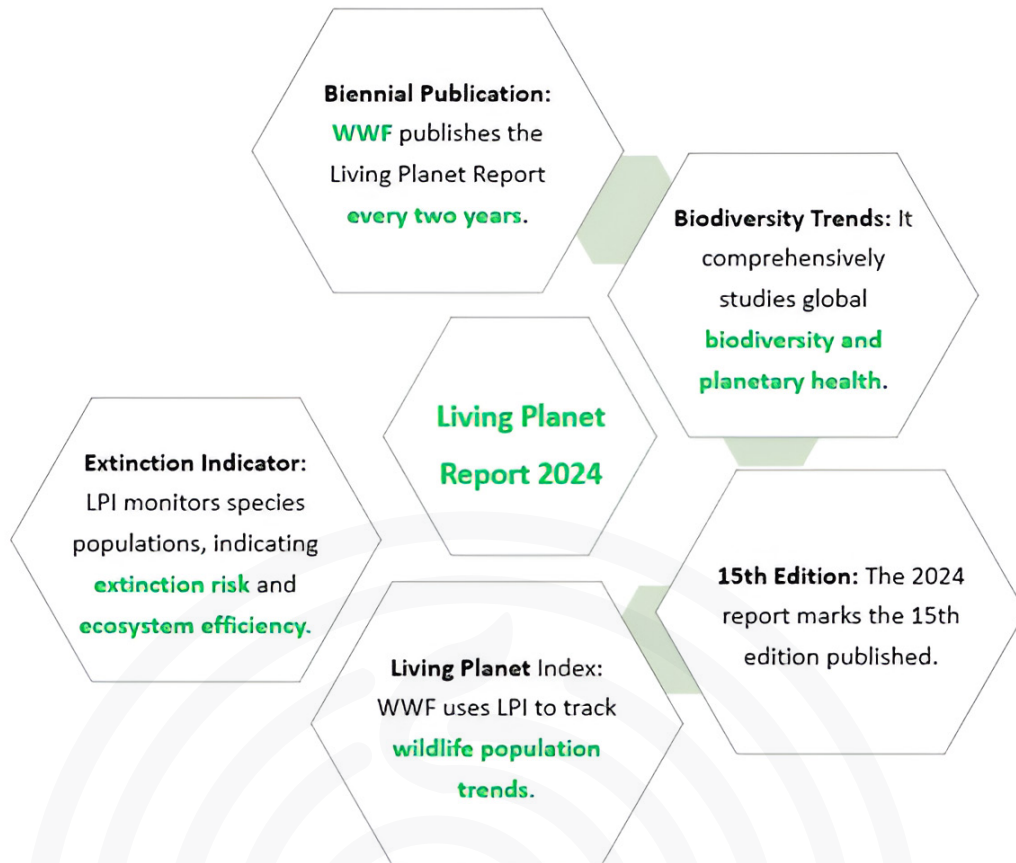 Biennial Publication:
WWF publishes the
Living Planet Report
every two years.
Biodiversity Trends: It
comprehensively
studies global
biodiversity and
planetary health.
Living Planet
Report 2024
Extinction Indicator:
LPI monitors species
populations, indicating
extinction risk and
ecosystem efficiency.
15th Edition: The 2024
report marks the 15th
edition published.
Living Planet Index:
WWF uses LPI to track
wildlife population
trends.